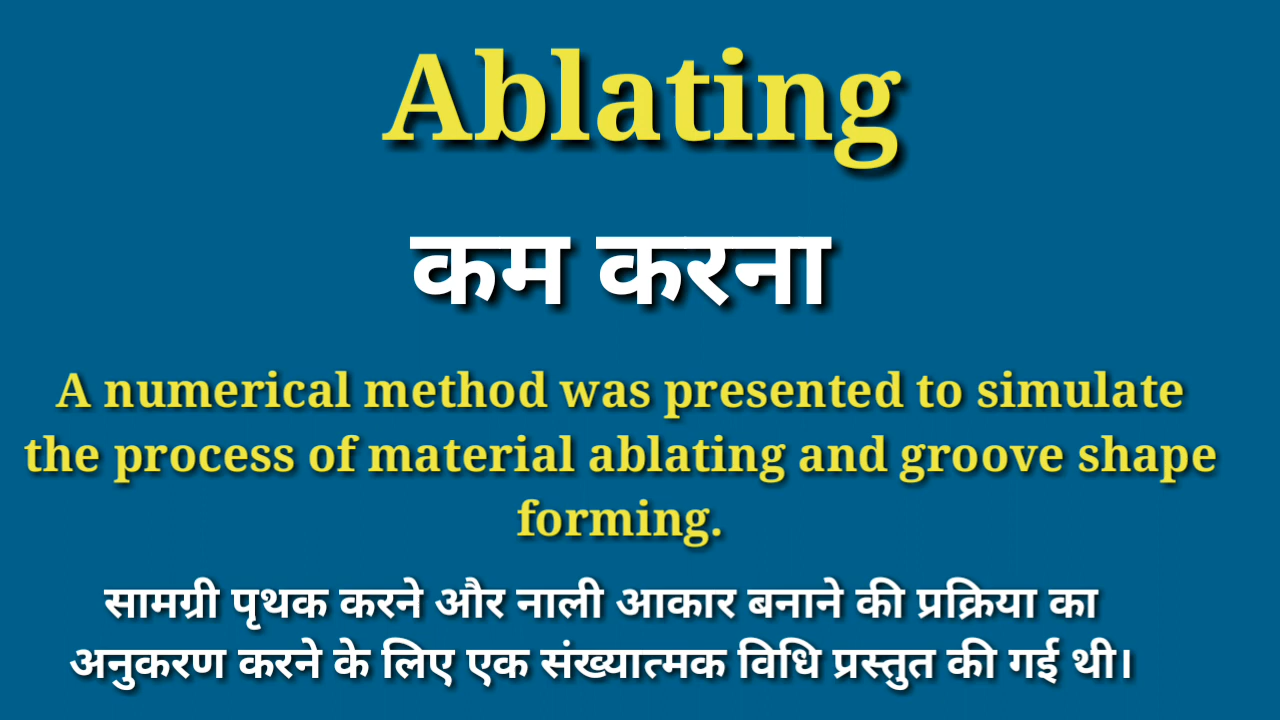 Ablating
कम करना
A numerical method was presented to simulate
the process of material ablating and groove shape
forming.
सामग्री पृथक करने और नाली आकार बनाने की प्रक्रिया का
अनुकरण करने के लिए एक संख्यात्मक विधि प्रस्तुत की गई थी।